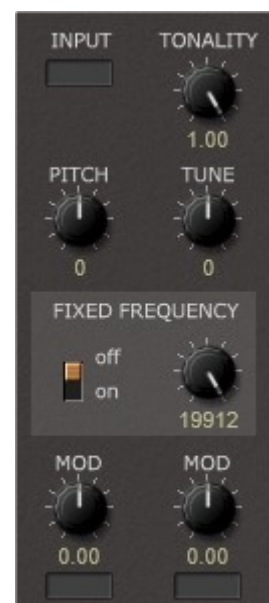 INPUT TONALITY
1.00
PITCH TUNE
0 0
FIXED FREQUENCY
off
on
19912
MOD MOD
0.00 0.00